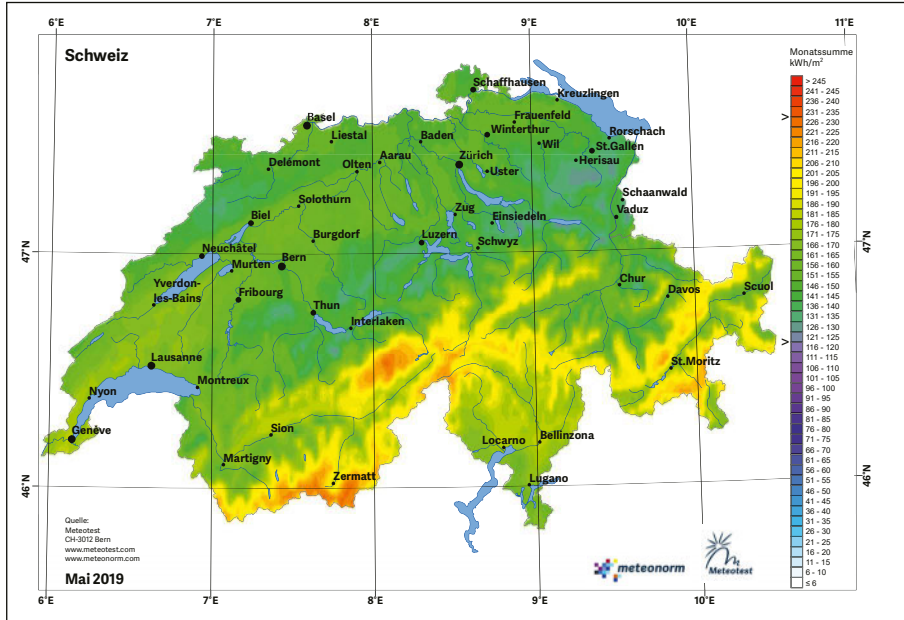 6°E 7°E 8°E 9°E 10°E 11°E
Schweiz
Monatssumme
kWh/m²
> 245
241 - 245
236 - 240
231 - 235
226 - 230
221 - 225
216 - 220
211 - 215
206 - 210
201 - 205
196 - 200
191 - 195
186 - 190
181 - 185
176 - 180
171 - 175
166 - 170
161 - 165
156 - 160
151 - 155
146 - 150
141 - 145
136 - 140
131 - 135
126 - 130
121 - 125
116 - 120
111 - 115
106 - 110
101 - 105
96 - 100
91 - 95
86 - 90
81 - 85
76 - 80
71 - 75
66 - 70
61 - 65
56 - 60
51 - 55
46 - 50
41 - 45
36 - 40
31 - 35
26 - 30
21 - 25
16 - 20
11 - 15
6 - 10
≤ 6
>
>
Schaffhausen
Kreuzlingen
Basel
Frauenfeld
Liestal
Baden
Winterthur
Rorschach
Wil
St.Gallen
Delémont
Olten
Aarau
Zürich
Herisau
Uster
Solothurn
Schaanwald
Biel
Zug
Einsiedeln
Vaduz
Neuchâtel
Burgdorf
Luzern
Schwyz
47°N
47°N
Murten
Bern
Yverdon-
les-Bains
Fribourg
Chur
Davos
Scuol
Thun
Interlaken
Lausanne
St.Moritz
Nyon
Montreux
Genève
Sion
Locarno
Bellinzona
Martigny
Zermatt
Lugano
46°N
46°N
Quelle:
Meteotest
CH-3012 Bern
www.meteotest.com
www.meteonorm.com
Mai 2019
meteonorm
Meteotest
6°E 7°E 8°E 9°E 10°E